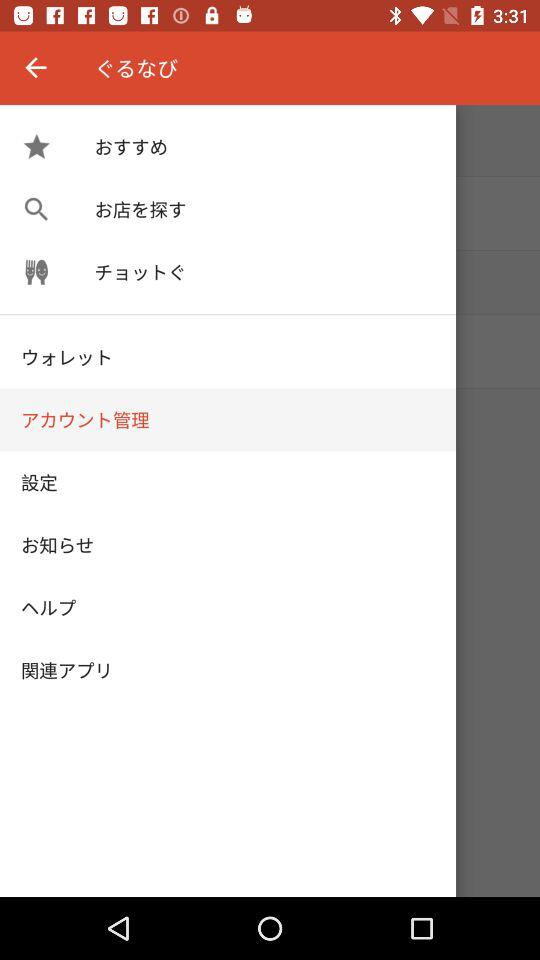 3:31
ぐるなび
おすすめ
お店を探す
チョットぐ
ウォレット
アカウント管理
設定
お知らせ
ヘルプ
関連アプリ